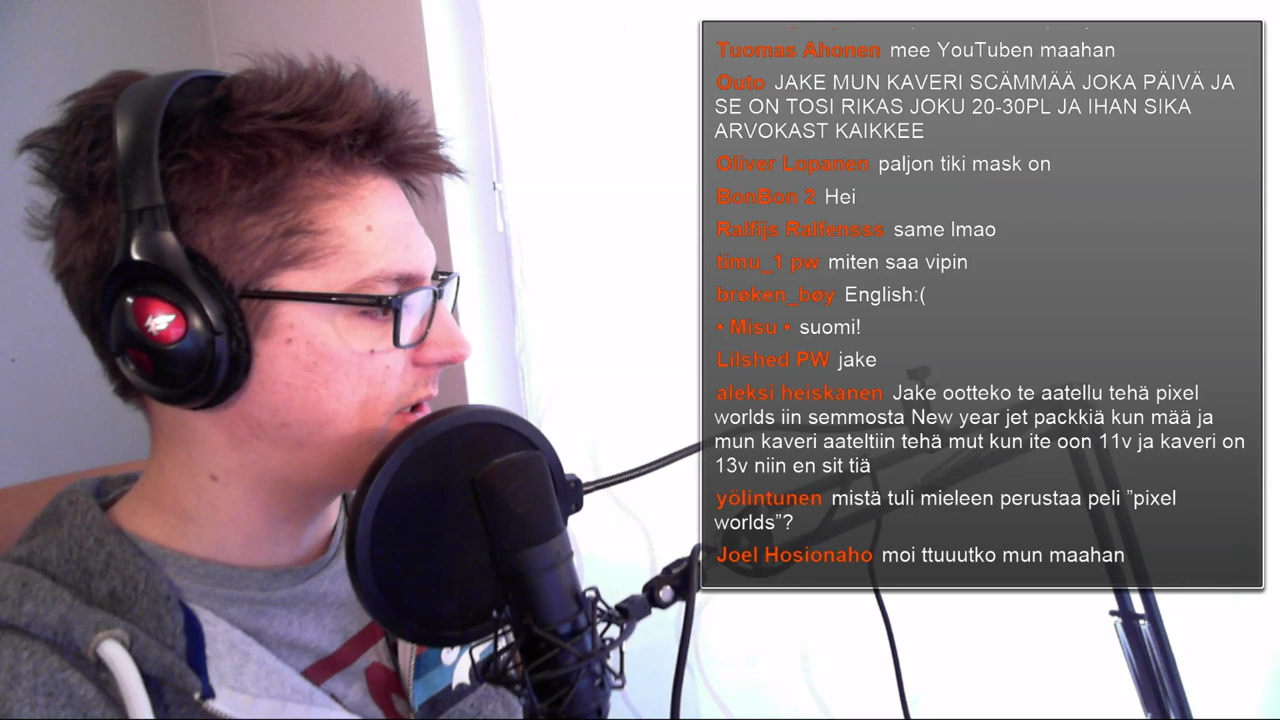 Tuomas Ahonen mee YouTuben maahan
Outo JAKE MUN KAVERI SCÄMMÄÄ JOKA PÄIVÄ JA
SE ON TOSI RIKAS JOKU 20-30PL JA IHAN SIKA
ARVOKAST KAIKKEE
Oliver Lopanen paljon tiki mask on
BonBon 2 Hei
Ralfijs Ralfensss same lmao
timu_1 pw miten saa vipin
brøken_bøy English:(
• Misu • suomi!
Lilshed PW jake
aleksi heiskanen Jake ootteko te aatellu tehä pixel
worlds iin semmosta New year jet packkiä kun mää ja
mun kaveri aateltiin tehä mut kun ite oon 11v ja kaveri on
13v niin en sit tiä
yölintunen mistä tuli mieleen perustaa peli ”pixel
worlds”?
Joel Hosionaho moi ttuuutko mun maahan